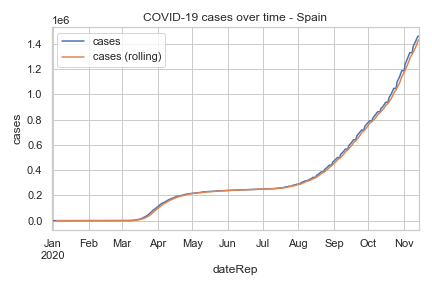 COVID-19 cases over time - Spain
1e6
cases
cases (rolling)
1.4
1.2
1.0
0.8
0.6
0.4
0.2
0.0
cases
Jan Feb Mar Apr May Jun Jul Aug Sep Oct Nov
2020
dateRep